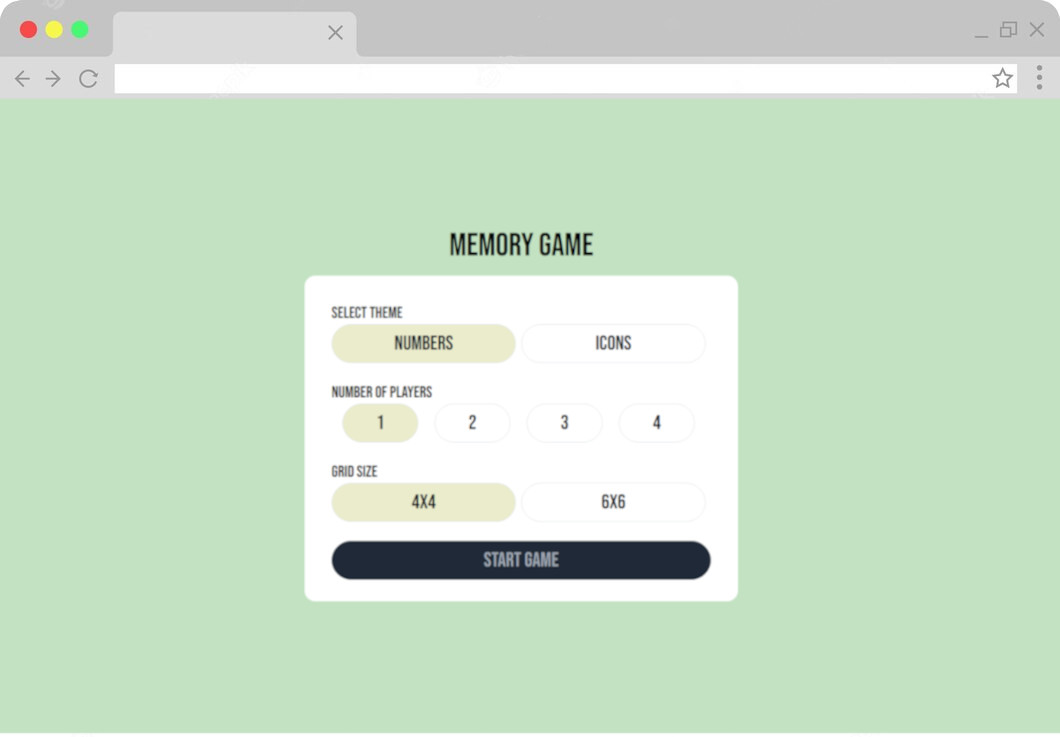 MEMORY GAME
SELECT THEME
NUMBERS ICONS
NUMBER OF PLAYERS
1 2 3 4
GRID SIZE
4X4 6X6
START GAME